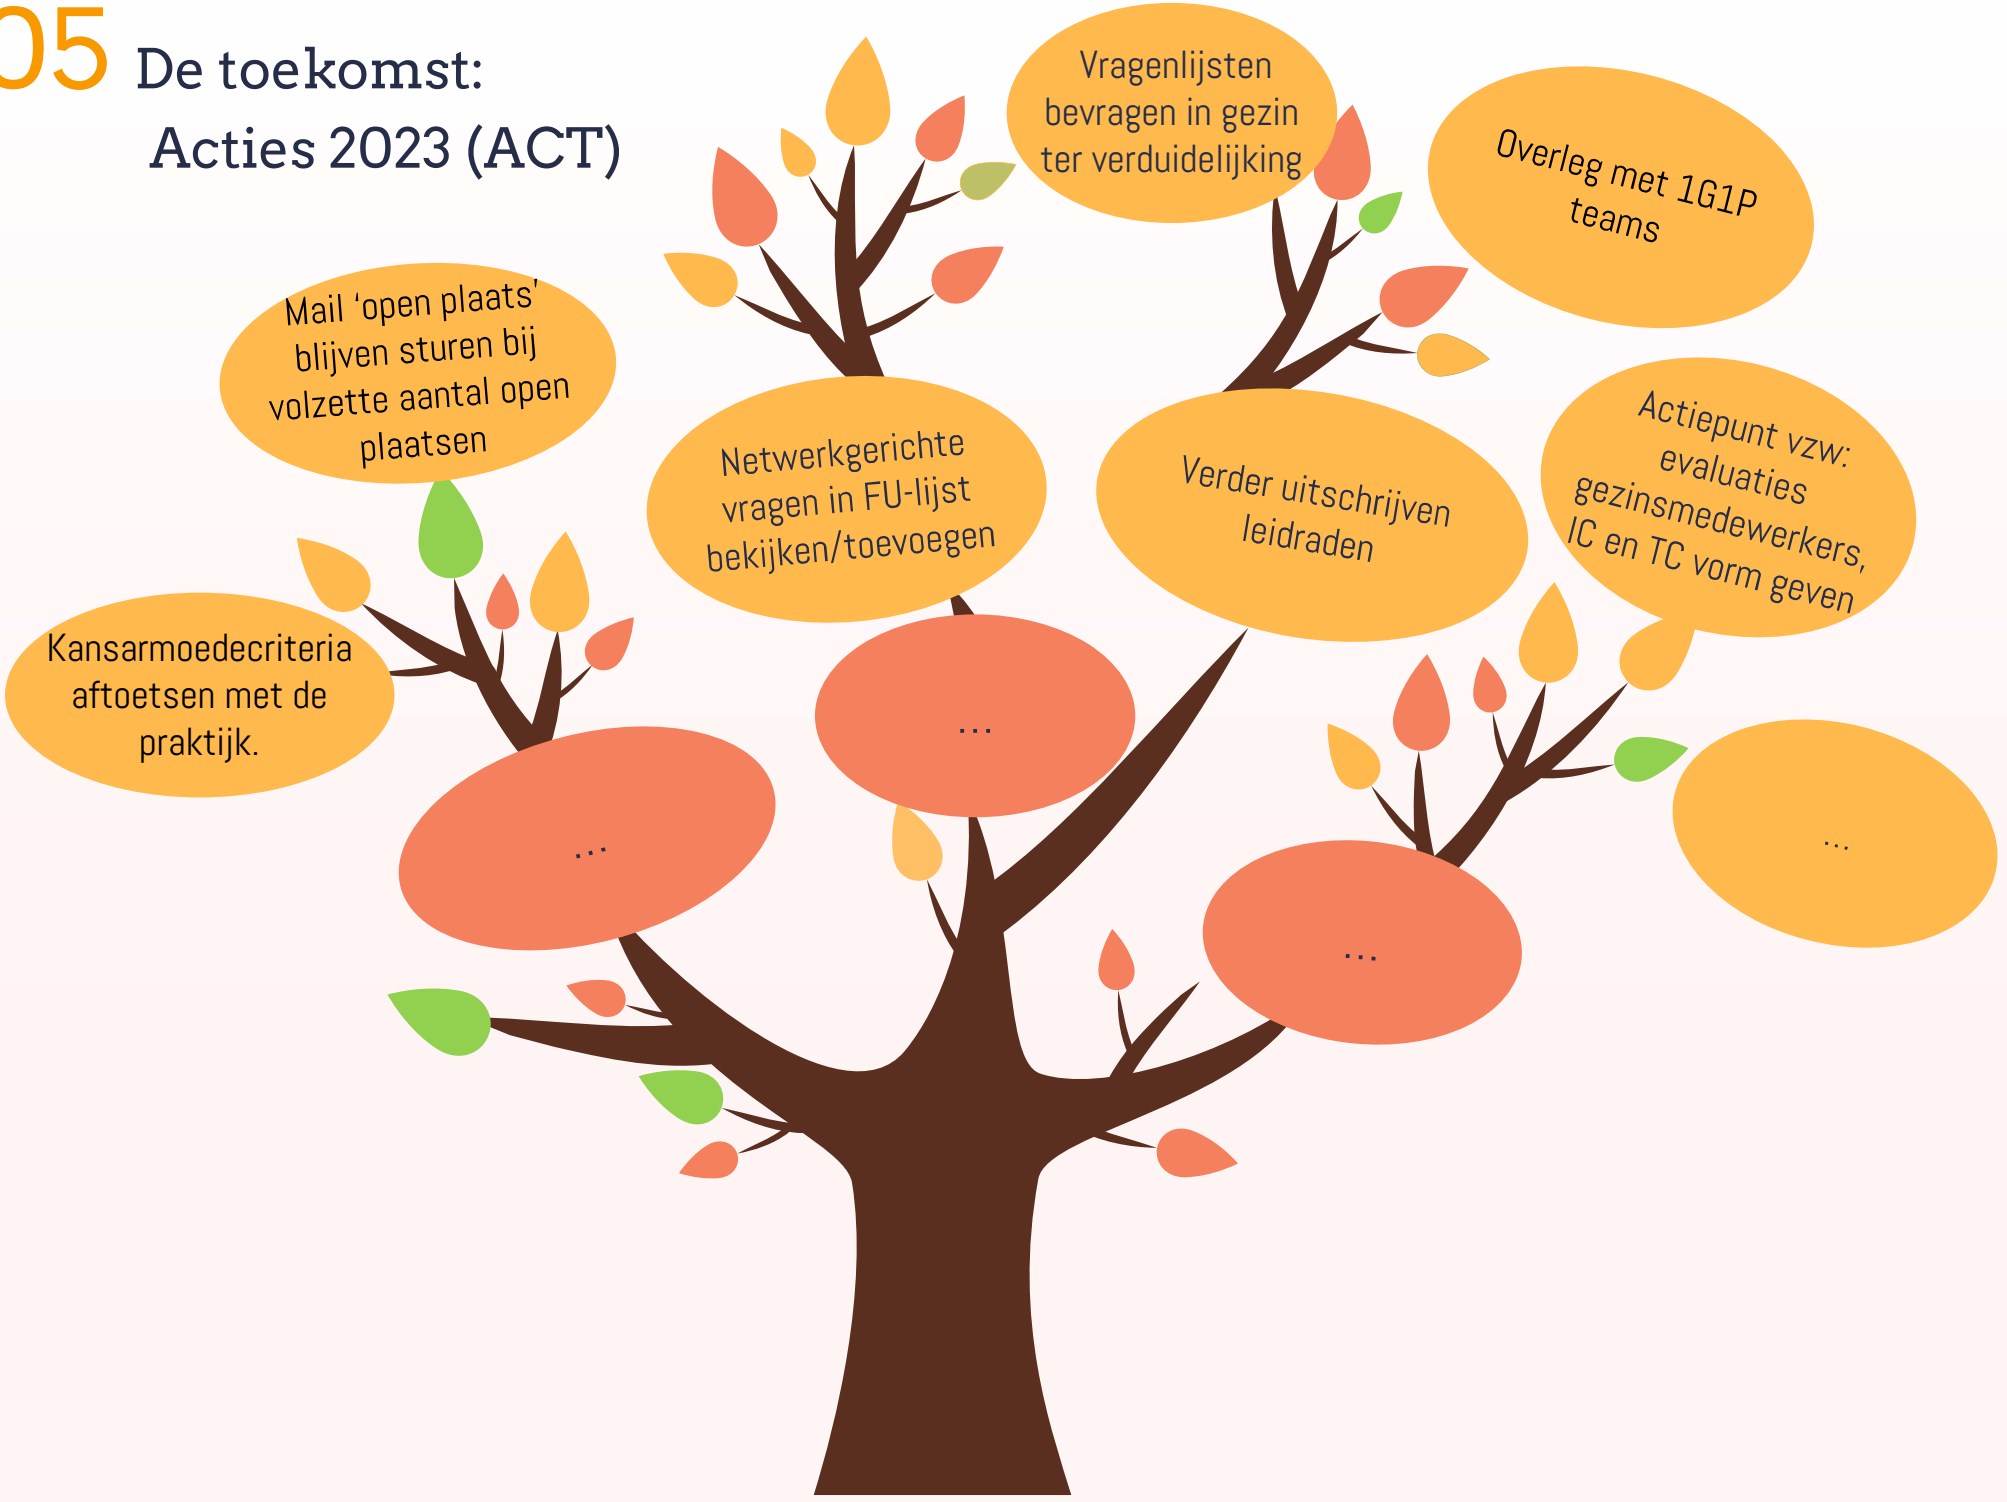 05 De toekomst:
Acties 2023 (ACT)
Vragenlijsten
bevragen in gezin
ter verduidelijking
Overleg met 1G1P
teams
Mail ‘open plaats’
blijven sturen bij
volzette aantal open
plaatsen
Netwerkgerichte
vragen in FU-lijst
bekijken/toevoegen
Verder uitschrijven
leidraden
Actiepunt vzw:
evaluaties
gezinsmedewerkers,
IC en TC vorm geven
Kansarmoedecriteria
aftoetsen met de
praktijk.
...
...
...
...